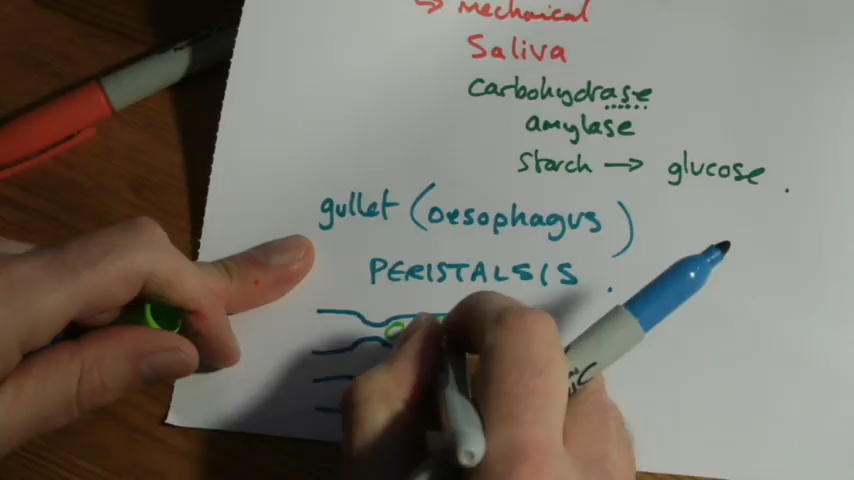 → Mechanical
Saliva
Carbohydrase
amylase
Starch → glucose.
gullet (oesophagus)
PERISTALSIS.